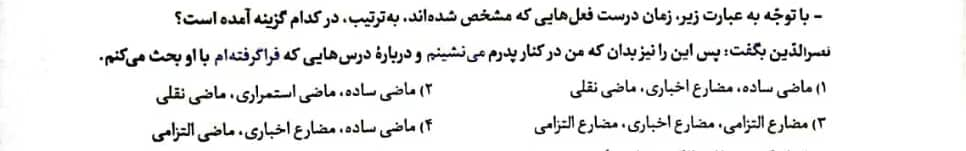 - با توجّه به عبارت زیر، زمان درست فعل‌هایی که مشخص شده‌اند، به‌ترتیب، در کدام گزینه آمده است؟
نصرالدّین بگفت: پس این را نیز بدان که من در کنار پدرم می‌نشینم و دربارهٔ درس‌هایی که فراگرفته‌ام با او بحث می‌کنم.
۱) ماضی ساده، مضارع اخباری، ماضی نقلی ۲) ماضی ساده، ماضی استمراری، ماضی نقلی
۳) مضارع التزامی، مضارع اخباری، مضارع التزامی ۴) ماضی ساده، مضارع اخباری، ماضی التزامی